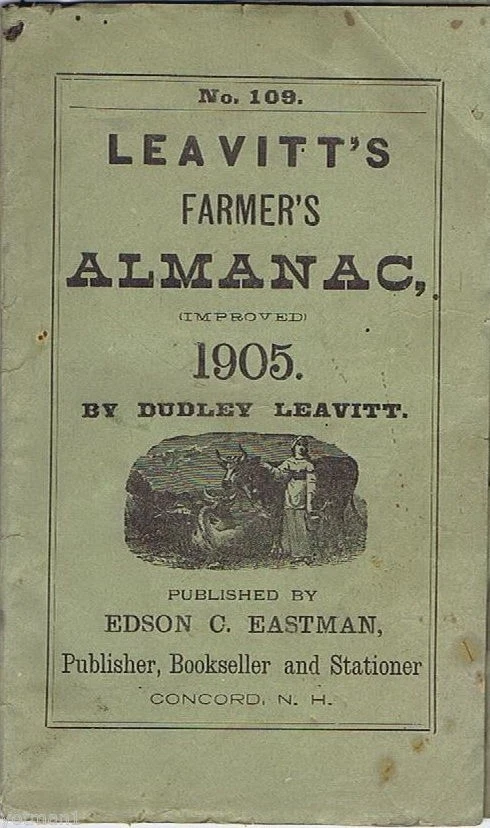 No. 109.
LEAVITT'S
FARMER'S
ALMANAC,
(IMPROVED)
1905.
BY DUDLEY LEAVITT.
PUBLISHED BY
EDSON C. EASTMAN,
Publisher, Bookseller and Stationer
CONCORD, N. H.